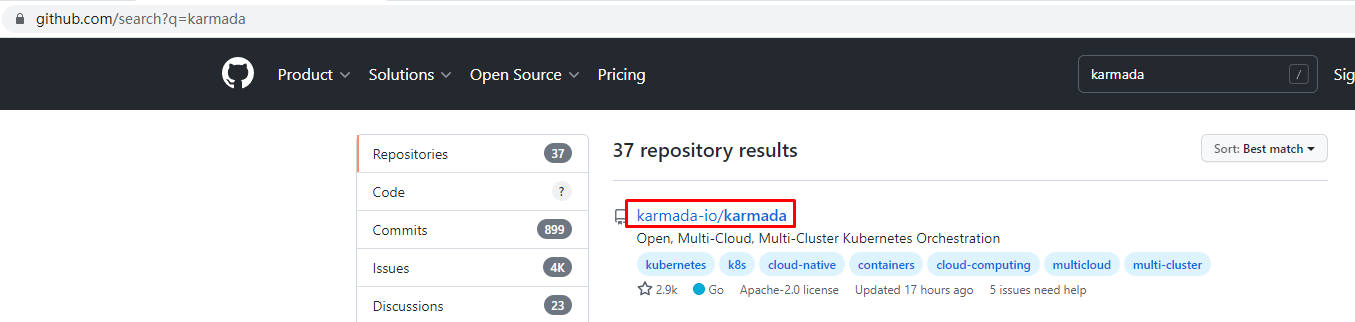 github.com/search?q=karmada
Product Solutions Open Source Pricing karmada / Sig
Repositories 37
Code ?
Commits 899
Issues 4K
Discussions 23
37 repository results Sort: Best match
karmada-io/karmada
Open, Multi-Cloud, Multi-Cluster Kubernetes Orchestration
kubernetes k8s cloud-native containers cloud-computing multicloud multi-cluster
2.9k Go Apache-2.0 license Updated 17 hours ago 5 issues need help